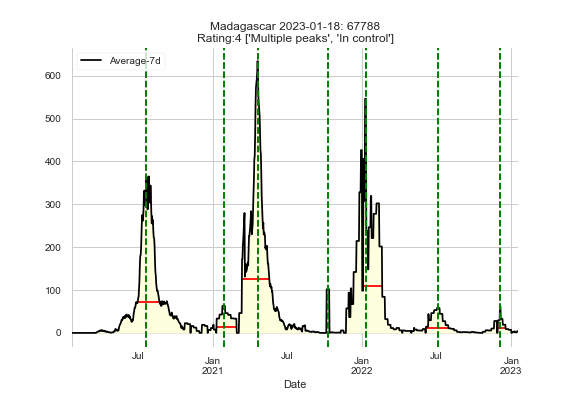 Madagascar 2023-01-18: 67788
Rating:4 ['Multiple peaks', 'In control']
Average-7d
600
500
400
300
200
100
0
Jul
Jan
2021
Jul
Jan
2022
Jul
Jan
2023
Date